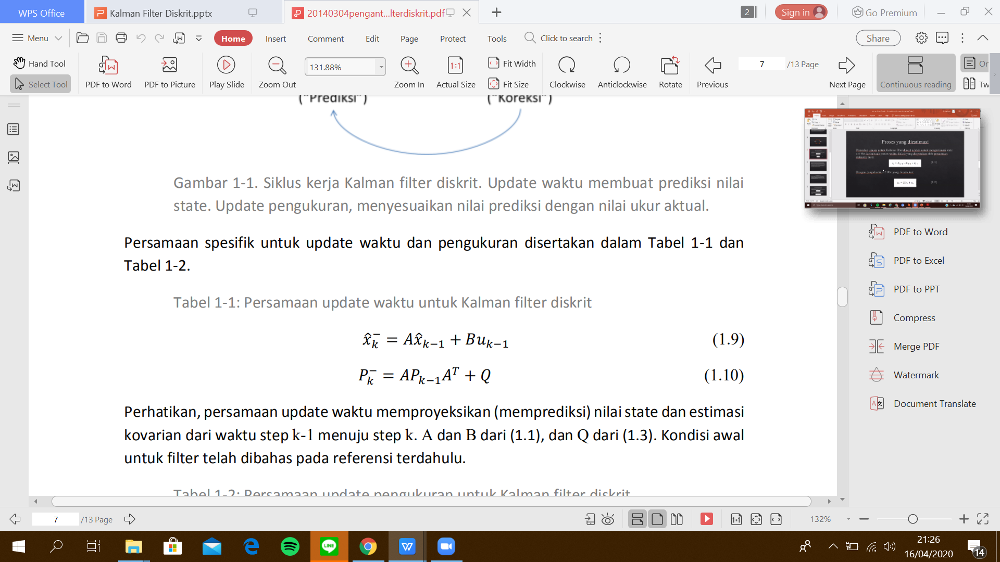 WPS Office
Kalman Filter Diskrit.pptx
20140304pengant...lterdiskrit.pdf
2
Sign in
Go Premium
Menu
Home
Insert
Comment
Edit
Page
Protect
Tools
Click to search
Share
Hand Tool
Select Tool
PDF to Word
PDF to Picture
Play Slide
Zoom Out
131.88%
Zoom In
1:1
Actual Size
Fit Width
Fit Size
Clockwise
Anticlockwise
Rotate
Previous
7 /13 Page
Next Page
Continuous reading
Or
Tw
("Prediksi") ("Koreksi")
Gambar 1-1. Siklus kerja Kalman filter diskrit. Update waktu membuat prediksi nilai
state. Update pengukuran, menyesuaikan nilai prediksi dengan nilai ukur aktual.
Persamaan spesifik untuk update waktu dan pengukuran disertakan dalam Tabel 1-1 dan
Tabel 1-2.
Tabel 1-1: Persamaan update waktu untuk Kalman filter diskrit
x̂ₖ⁻ = Ax̂ₖ₋₁ + Buₖ₋₁ (1.9)
Pₖ⁻ = APₖ₋₁Aᵀ + Q (1.10)
Perhatikan, persamaan update waktu memproyeksikan (memprediksi) nilai state dan estimasi
kovarian dari waktu step k-1 menuju step k. A dan B dari (1.1), dan Q dari (1.3). Kondisi awal
untuk filter telah dibahas pada referensi terdahulu.
Tabel 1-2: Persamaan update pengukuran untuk Kalman filter diskrit
Proses yang diestimasi
PDF to Word
PDF to Excel
PDF to PPT
Compress
Merge PDF
Watermark
Document Translate
7 /13 Page
1:1
132%
LINE
21:26
16/04/2020
14